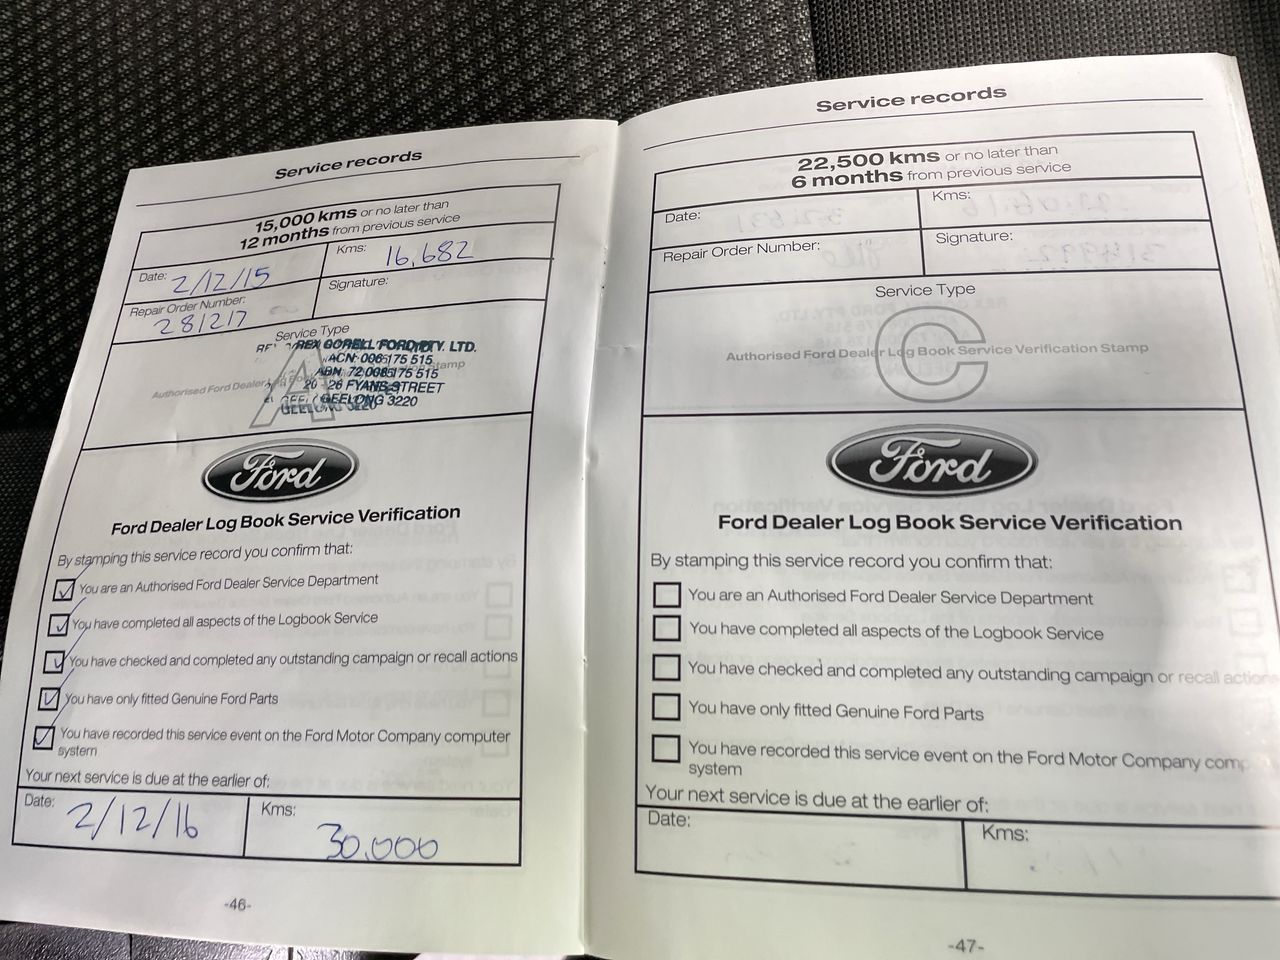 Service records
15,000 kms or no later than
12 months from previous service
Date: 2/12/15
Kms: 16,682
Repair Order Number: 281217
Signature:
Service Type
A
Authorised Ford Dealer
REX GORELL FORD PTY. LTD.
ACN: 006 175 515
ABN 72 006 175 515
20 - 26 FYANS STREET
GEELONG 3220
Ford
Ford Dealer Log Book Service Verification
By stamping this service record you confirm that:
You are an Authorised Ford Dealer Service Department
You have completed all aspects of the Logbook Service
You have checked and completed any outstanding campaign or recall actions
You have only fitted Genuine Ford Parts
You have recorded this service event on the Ford Motor Company computer
system
Your next service is due at the earlier of:
Date: 2/12/16
Kms: 30,000
-46-
Service records
22,500 kms or no later than
6 months from previous service
Date:
Kms:
Repair Order Number:
Signature:
Service Type
C
Authorised Ford Dealer Log Book Service Verification Stamp
Ford
Ford Dealer Log Book Service Verification
By stamping this service record you confirm that:
You are an Authorised Ford Dealer Service Department
You have completed all aspects of the Logbook Service
You have checked and completed any outstanding campaign or recall actions
You have only fitted Genuine Ford Parts
You have recorded this service event on the Ford Motor Company comp
system
Your next service is due at the earlier of:
Date:
Kms:
-47-